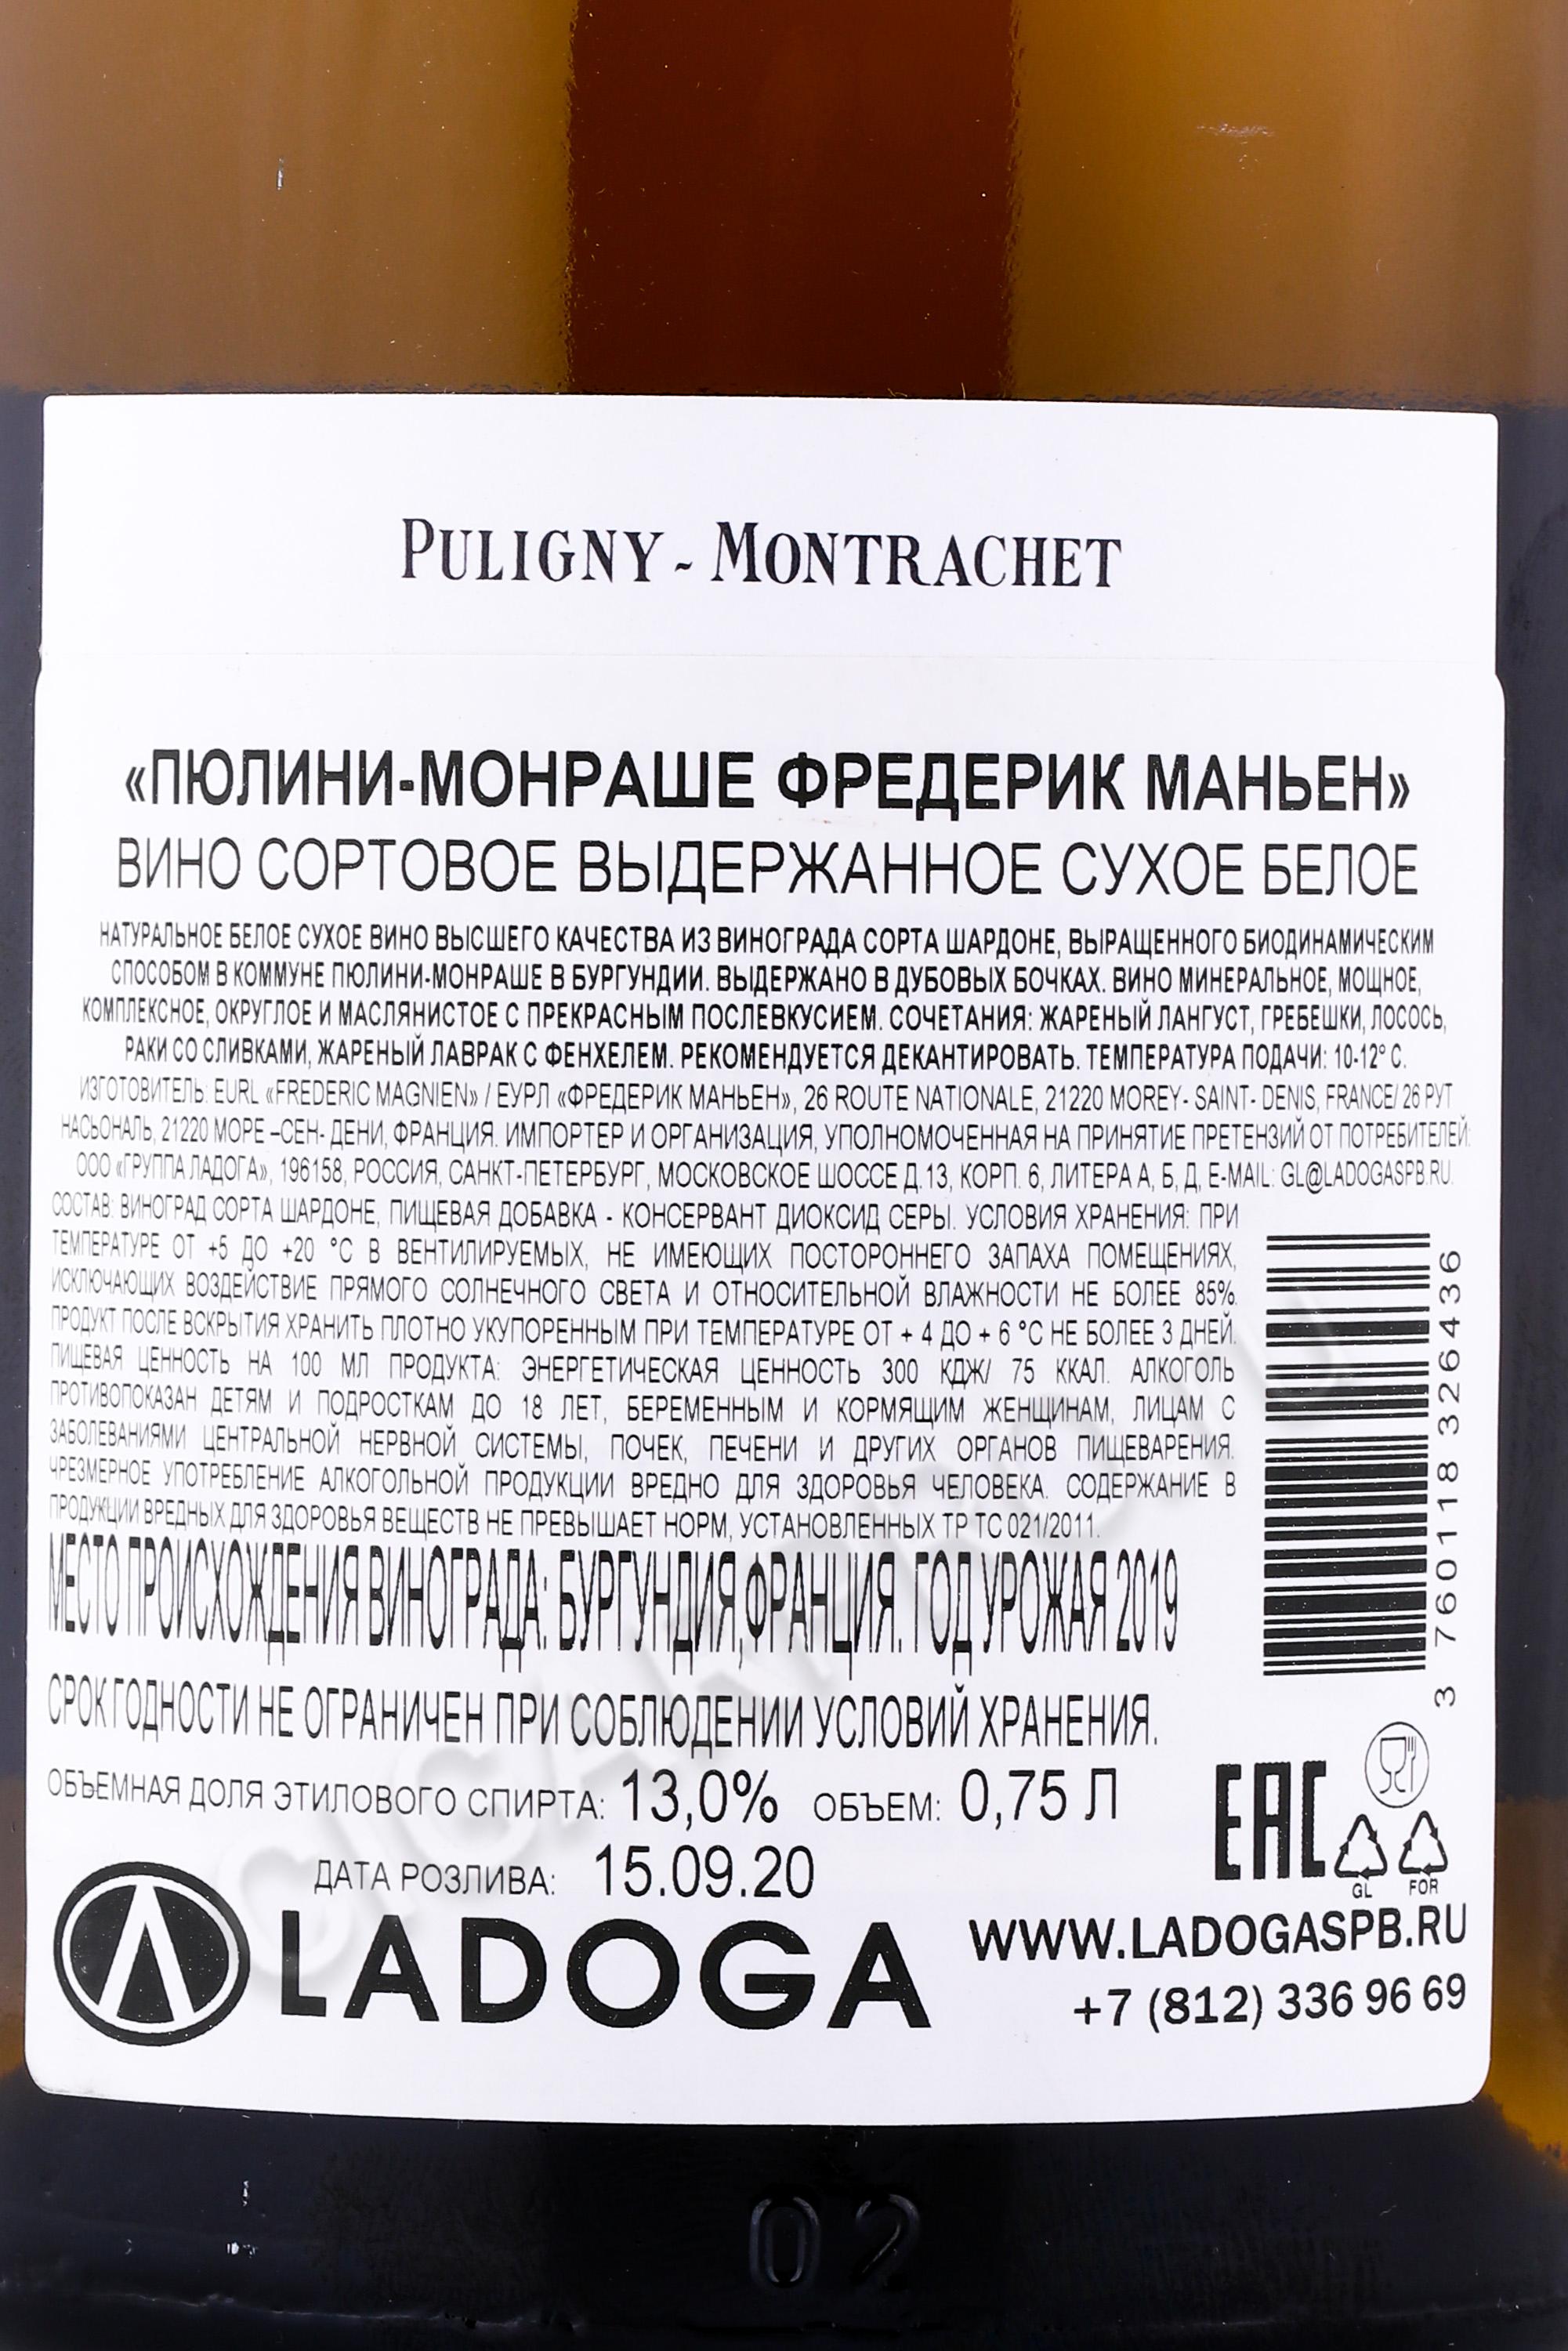 PULIGNY - MONTRACHET
«ПЮЛИНИ-МОНРАШЕ ФРЕДЕРИК МАНЬЕН»
ВИНО СОРТОВОЕ ВЫДЕРЖАННОЕ СУХОЕ БЕЛОЕ
НАТУРАЛЬНОЕ БЕЛОЕ СУХОЕ ВИНО ВЫСШЕГО КАЧЕСТВА ИЗ ВИНОГРАДА СОРТА ШАРДОНЕ, ВЫРАЩЕННОГО БИОДИНАМИЧЕСКИМ
СПОСОБОМ В КОММУНЕ ПЮЛИНИ-МОНРАШЕ В БУРГУНДИИ. ВЫДЕРЖАНО В ДУБОВЫХ БОЧКАХ. ВИНО МИНЕРАЛЬНОЕ, МОЩНОЕ,
КОМПЛЕКСНОЕ, ОКРУГЛОЕ И МАСЛЯНИСТОЕ С ПРЕКРАСНЫМ ПОСЛЕВКУСИЕМ. СОЧЕТАНИЯ: ЖАРЕНЫЙ ЛАНГУСТ, ГРЕБЕШКИ, ЛОСОСЬ,
РАКИ СО СЛИВКАМИ, ЖАРЕНЫЙ ЛАВРАК С ФЕНХЕЛЕМ. РЕКОМЕНДУЕТСЯ ДЕКАНТИРОВАТЬ. ТЕМПЕРАТУРА ПОДАЧИ: 10-12° С.
ИЗГОТОВИТЕЛЬ: EURL «FREDERIC MAGNIEN» / ЕУРЛ «ФРЕДЕРИК МАНЬЕН», 26 ROUTE NATIONALE, 21220 MOREY- SAINT- DENIS, FRANCE/ 26 РУТ
НАСЬОНАЛЬ, 21220 МОРЕ –СЕН- ДЕНИ, ФРАНЦИЯ. ИМПОРТЕР И ОРГАНИЗАЦИЯ, УПОЛНОМОЧЕННАЯ НА ПРИНЯТИЕ ПРЕТЕНЗИЙ ОТ ПОТРЕБИТЕЛЕЙ:
ООО «ГРУППА ЛАДОГА», 196158, РОССИЯ, САНКТ-ПЕТЕРБУРГ, МОСКОВСКОЕ ШОССЕ Д.13, КОРП. 6, ЛИТЕРА А, Б, Д, E-MAIL: GL@LADOGASPB.RU.
СОСТАВ: ВИНОГРАД СОРТА ШАРДОНЕ, ПИЩЕВАЯ ДОБАВКА - КОНСЕРВАНТ ДИОКСИД СЕРЫ. УСЛОВИЯ ХРАНЕНИЯ: ПРИ
ТЕМПЕРАТУРЕ ОТ +5 ДО +20 °С В ВЕНТИЛИРУЕМЫХ, НЕ ИМЕЮЩИХ ПОСТОРОННЕГО ЗАПАХА ПОМЕЩЕНИЯХ,
ИСКЛЮЧАЮЩИХ ВОЗДЕЙСТВИЕ ПРЯМОГО СОЛНЕЧНОГО СВЕТА И ОТНОСИТЕЛЬНОЙ ВЛАЖНОСТИ НЕ БОЛЕЕ 85%.
ПРОДУКТ ПОСЛЕ ВСКРЫТИЯ ХРАНИТЬ ПЛОТНО УКУПОРЕННЫМ ПРИ ТЕМПЕРАТУРЕ ОТ + 4 ДО + 6 °С НЕ БОЛЕЕ 3 ДНЕЙ.
ПИЩЕВАЯ ЦЕННОСТЬ НА 100 МЛ ПРОДУКТА: ЭНЕРГЕТИЧЕСКАЯ ЦЕННОСТЬ 300 КДЖ/ 75 ККАЛ. АЛКОГОЛЬ
ПРОТИВОПОКАЗАН ДЕТЯМ И ПОДРОСТКАМ ДО 18 ЛЕТ, БЕРЕМЕННЫМ И КОРМЯЩИМ ЖЕНЩИНАМ, ЛИЦАМ С
ЗАБОЛЕВАНИЯМИ ЦЕНТРАЛЬНОЙ НЕРВНОЙ СИСТЕМЫ, ПОЧЕК, ПЕЧЕНИ И ДРУГИХ ОРГАНОВ ПИЩЕВАРЕНИЯ.
ЧРЕЗМЕРНОЕ УПОТРЕБЛЕНИЕ АЛКОГОЛЬНОЙ ПРОДУКЦИИ ВРЕДНО ДЛЯ ЗДОРОВЬЯ ЧЕЛОВЕКА. СОДЕРЖАНИЕ В
ПРОДУКЦИИ ВРЕДНЫХ ДЛЯ ЗДОРОВЬЯ ВЕЩЕСТВ НЕ ПРЕВЫШАЕТ НОРМ, УСТАНОВЛЕННЫХ ТР ТС 021/2011.
МЕСТО ПРОИСХОЖДЕНИЯ ВИНОГРАДА: БУРГУНДИЯ,ФРАНЦИЯ. ГОД УРОЖАЯ 2019
СРОК ГОДНОСТИ НЕ ОГРАНИЧЕН ПРИ СОБЛЮДЕНИИ УСЛОВИЙ ХРАНЕНИЯ.
ОБЪЕМНАЯ ДОЛЯ ЭТИЛОВОГО СПИРТА: 13,0% ОБЪЕМ: 0,75 Л
ДАТА РОЗЛИВА: 15.09.20
3 760118 326436
EAC
GL FOR
LADOGA
WWW.LADOGASPB.RU
+7 (812) 336 96 69
02